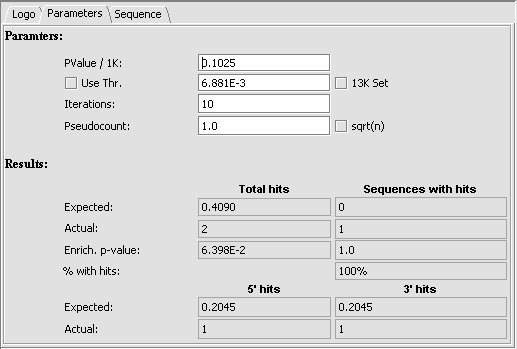 Logo Parameters Sequence
Paramters:
PValue / 1K: 0.1025
Use Thr. 6.881E-3 13K Set
Iterations: 10
Pseudocount: 1.0 sqrt(n)
Results:
Total hits Sequences with hits
Expected: 0.4090 0
Actual: 2 1
Enrich. p-value: 6.398E-2 1.0
% with hits: 100%
5' hits 3' hits
Expected: 0.2045 0.2045
Actual: 1 1